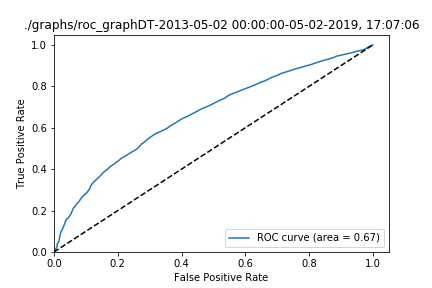 ./graphs/roc_graphDT-2013-05-02 00:00:00-05-02-2019, 17:07:06
1.0
0.8
0.6
0.4
0.2
0.0
True Positive Rate
ROC curve (area = 0.67)
0.0 0.2 0.4 0.6 0.8 1.0
False Positive Rate